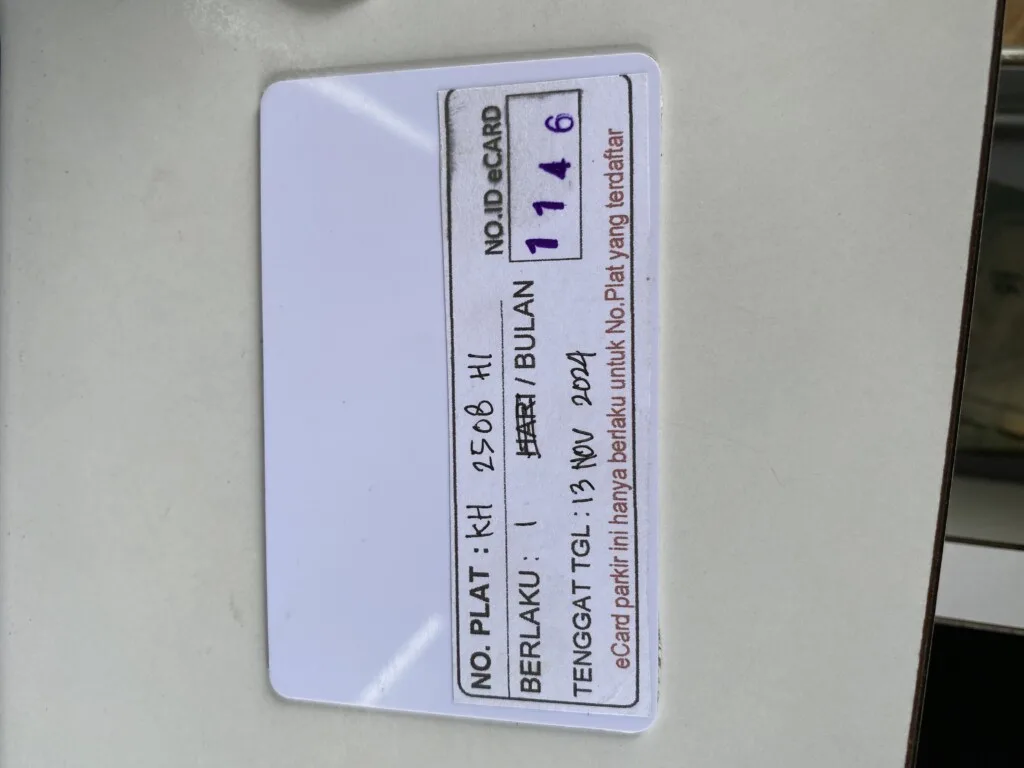 NO. PLAT : KH 2508 HI
NO.ID eCARD
1146
BERLAKU : 1 HARI / BULAN
TENGGAT TGL : 13 NOV 2024
eCard parkir ini hanya berlaku untuk No.Plat yang terdaftar